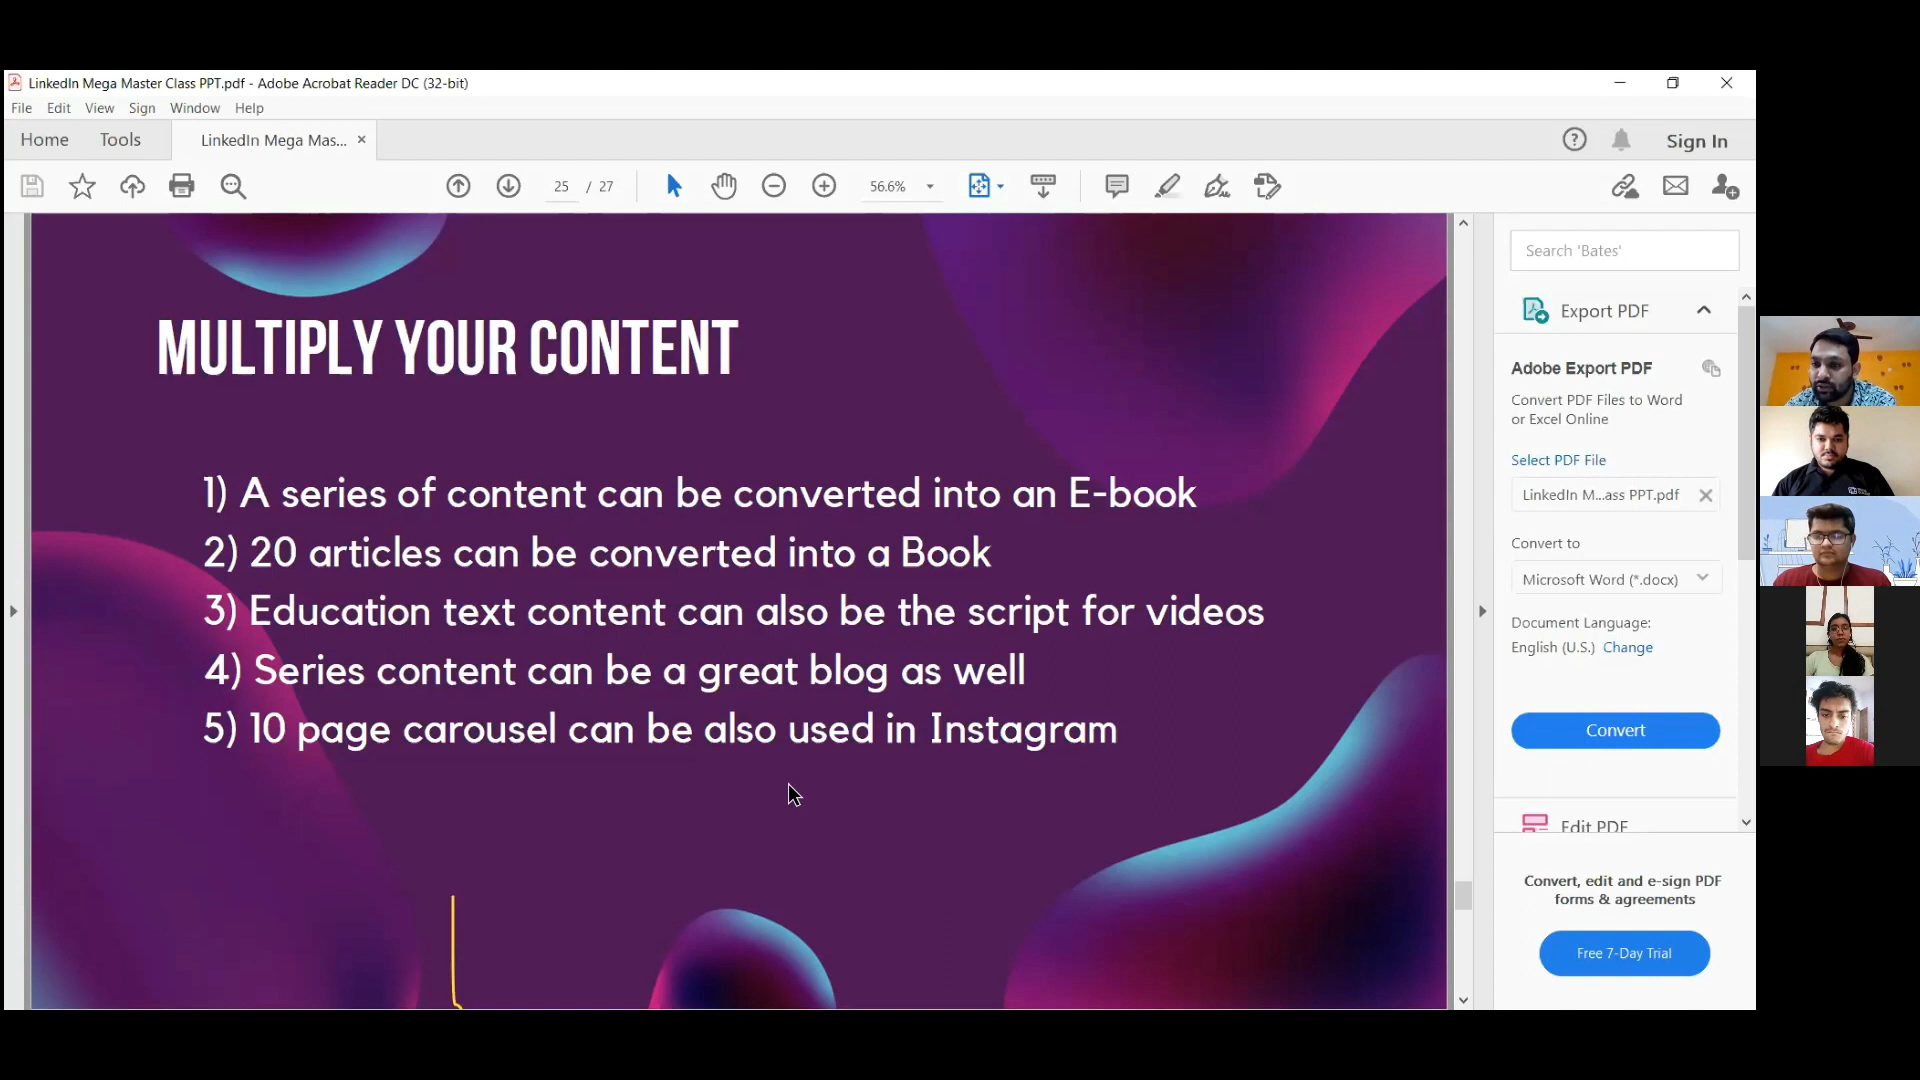 LinkedIn Mega Master Class PPT.pdf - Adobe Acrobat Reader DC (32-bit)
File Edit View Sign Window Help
Home Tools LinkedIn Mega Mas... × Sign In
25 / 27 56.6%
Search 'Bates'
MULTIPLY YOUR CONTENT
1) A series of content can be converted into an E-book
2) 20 articles can be converted into a Book
3) Education text content can also be the script for videos
4) Series content can be a great blog as well
5) 10 page carousel can be also used in Instagram
Export PDF
Adobe Export PDF
Convert PDF Files to Word
or Excel Online
Select PDF File
LinkedIn M...ass PPT.pdf
Convert to
Microsoft Word (*.docx)
Document Language:
English (U.S.) Change
Convert
Edit PDF
Convert, edit and e-sign PDF
forms & agreements
Free 7-Day Trial